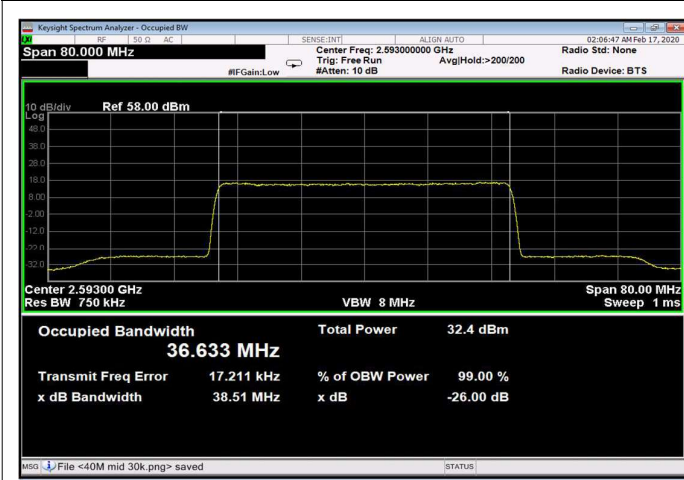 Keysight Spectrum Analyzer - Occupied BW
LXI RF 50 Ω AC SENSE:INT ALIGN AUTO 02:06:47 AM Feb 17, 2020
Span 80.000 MHz Center Freq: 2.593000000 GHz Radio Std: None
Trig: Free Run Avg|Hold:>200/200
#IFGain:Low #Atten: 10 dB Radio Device: BTS
10 dB/div Ref 58.00 dBm
Log
48.0
38.0
28.0
18.0
8.00
-2.00
-12.0
-22.0
-32.0
Center 2.59300 GHz Span 80.00 MHz
Res BW 750 kHz VBW 8 MHz Sweep 1 ms
Occupied Bandwidth Total Power 32.4 dBm
36.633 MHz
Transmit Freq Error 17.211 kHz % of OBW Power 99.00 %
x dB Bandwidth 38.51 MHz x dB -26.00 dB
MSG File <40M mid 30k.png> saved STATUS